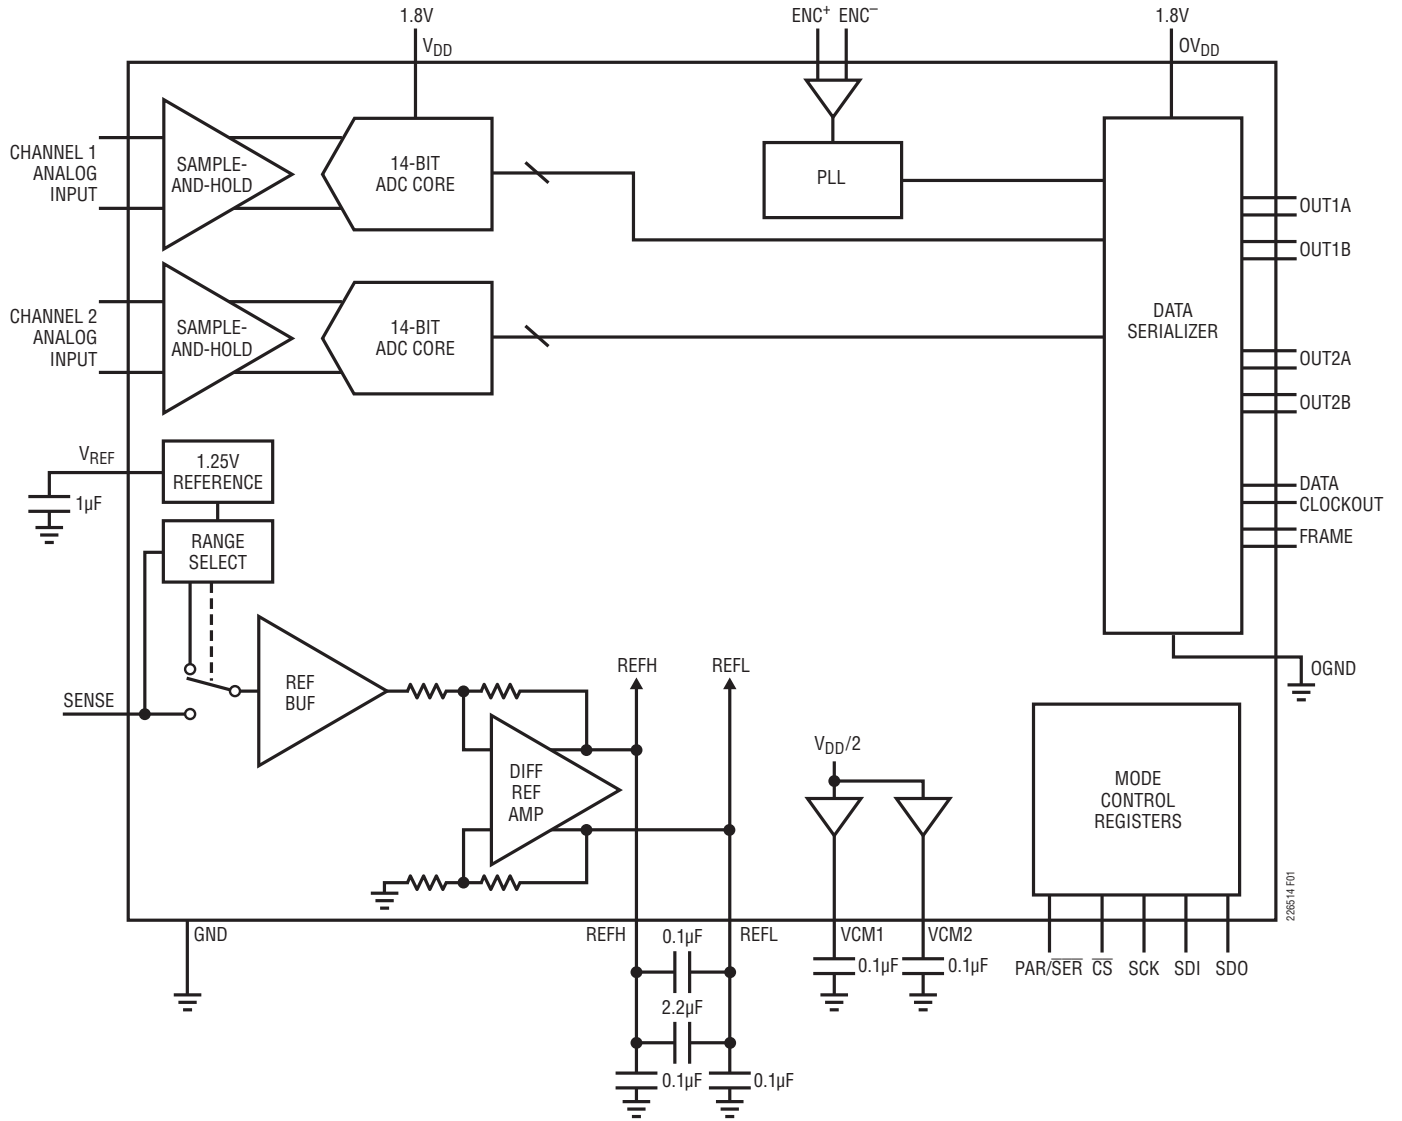 1.8V
VDD
ENC+ ENC−
1.8V
OVDD
CHANNEL 1
ANALOG
INPUT
SAMPLE-
AND-HOLD
14-BIT
ADC CORE
PLL
CHANNEL 2
ANALOG
INPUT
SAMPLE-
AND-HOLD
14-BIT
ADC CORE
DATA
SERIALIZER
OUT1A
OUT1B
OUT2A
OUT2B
DATA
CLOCKOUT
FRAME
OGND
VREF
1µF
1.25V
REFERENCE
RANGE
SELECT
SENSE
REF
BUF
DIFF
REF
AMP
REFH
REFL
VDD/2
MODE
CONTROL
REGISTERS
226514 F01
GND
REFH
0.1µF
REFL
2.2µF
0.1µF
0.1µF
VCM1
0.1µF
VCM2
0.1µF
PAR/SER CS SCK SDI SDO